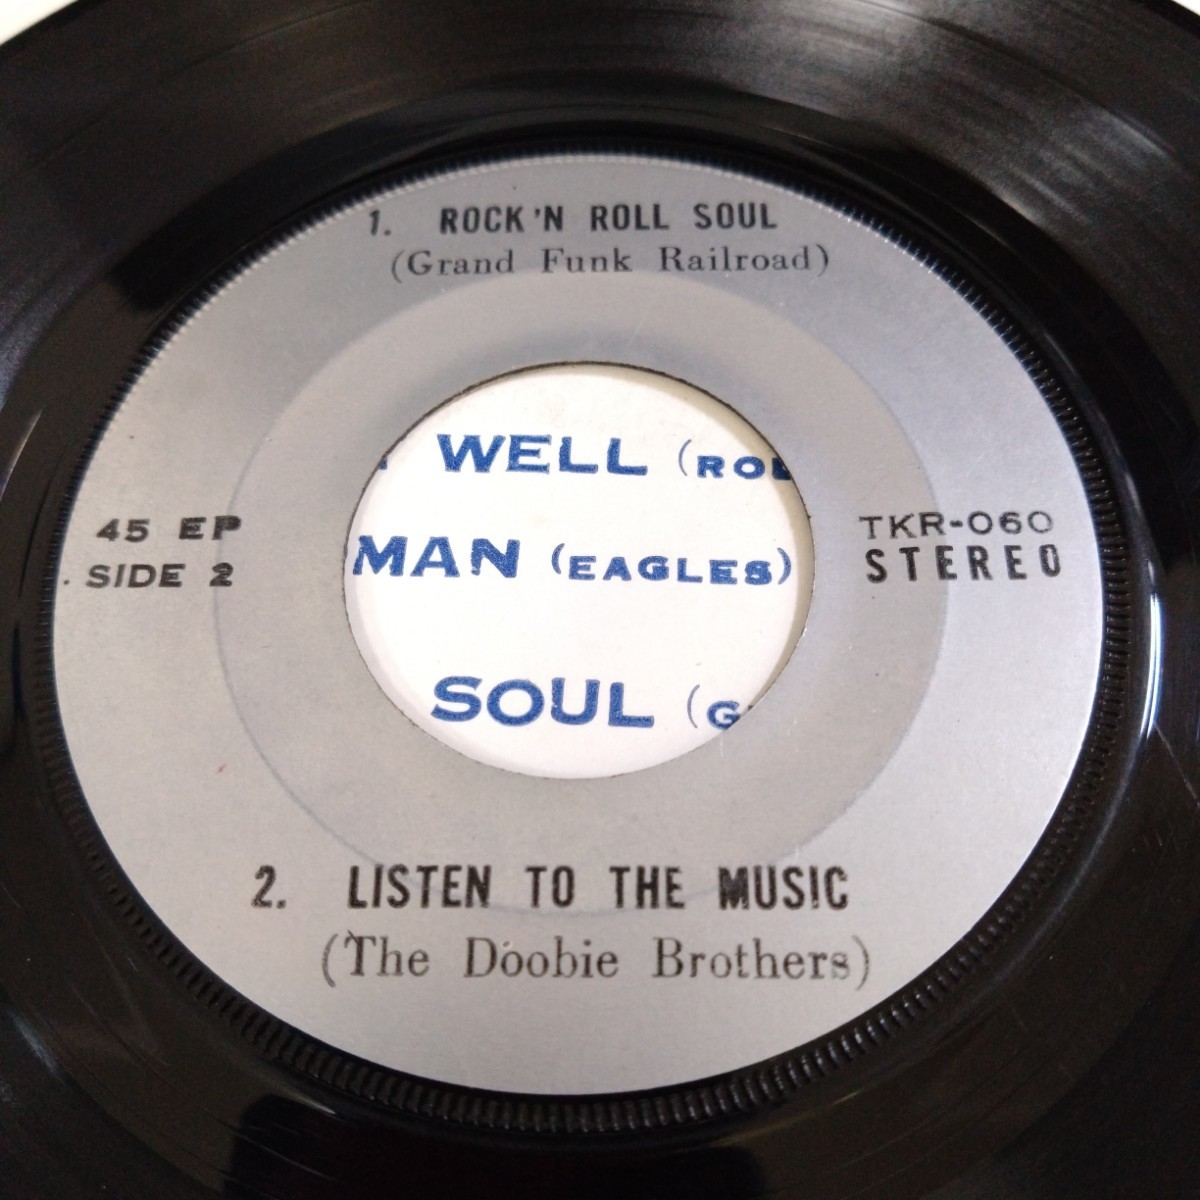 1. ROCK'N ROLL SOUL
(Grand Funk Railroad)
WELL (ROL
MAN (EAGLES)
SOUL (G
45 EP
SIDE 2
TKR-060
STEREO
2. LISTEN TO THE MUSIC
(The Doobie Brothers)